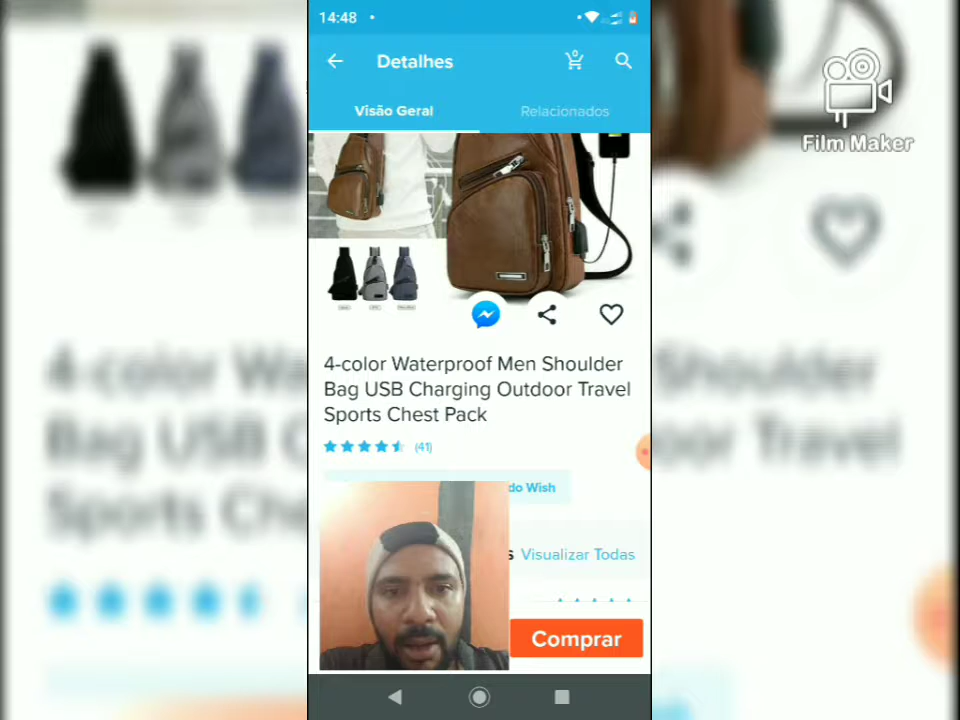 14:48
Detalhes
0
Visão Geral
Relacionados
Film Maker
4-color Waterproof Men Shoulder
Bag USB Charging Outdoor Travel
Sports Chest Pack
(41)
do Wish
s Visualizar Todas
Comprar